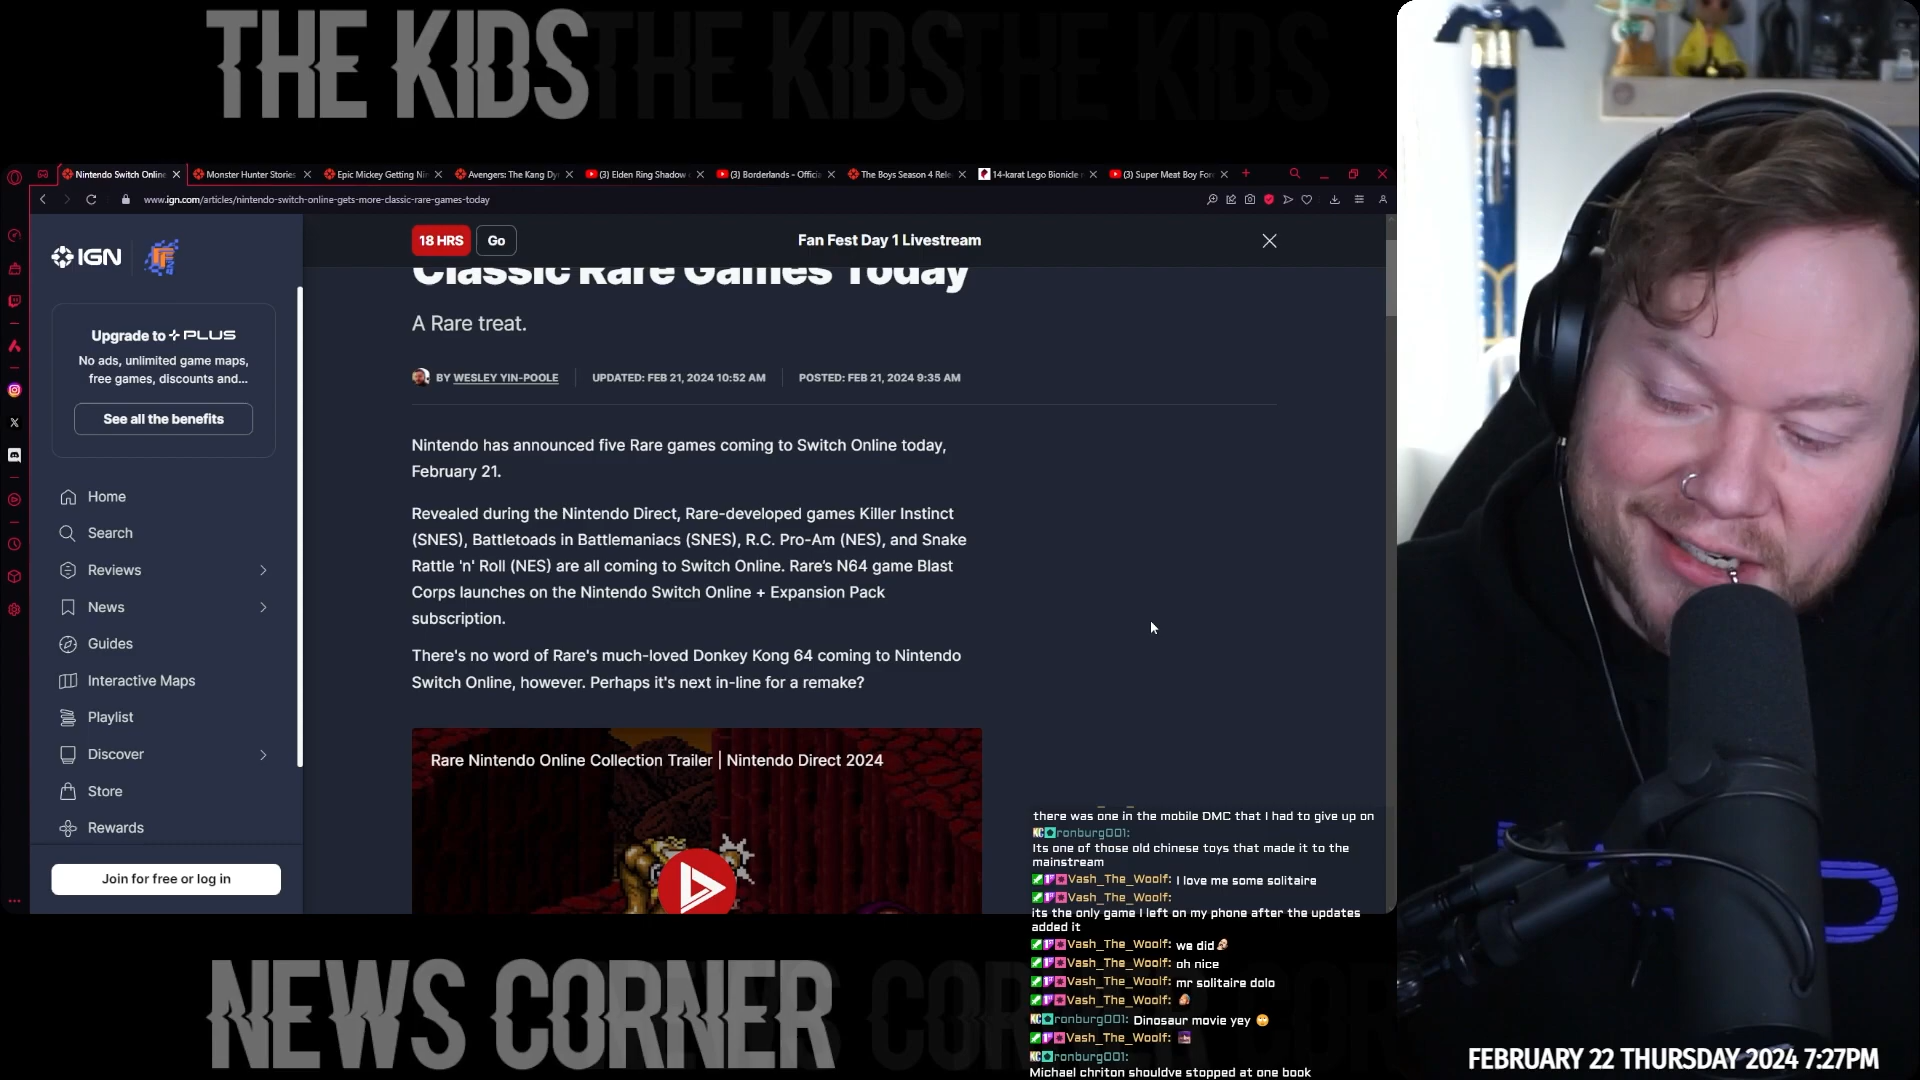 THE KIDS THE KIDS THE KIDS
Nintendo Switch Online
Monster Hunter Stories
Epic Mickey Getting Nin
Avengers: The Kang Dy
(3) Elden Ring Shadow
(3) Borderlands - Officia
The Boys Season 4 Rele
14-karat Lego Bionicle
(3) Super Meat Boy For
www.ign.com/articles/nintendo-switch-online-gets-more-classic-rare-games-today
IGN
18 HRS
Go
Fan Fest Day 1 Livestream
Upgrade to + PLUS
No ads, unlimited game maps,
free games, discounts and...
See all the benefits
Home
Search
Reviews
News
Guides
Interactive Maps
Playlist
Discover
Store
Rewards
Join for free or log in
Classic Rare Games Today
A Rare treat.
BY WESLEY YIN-POOLE
UPDATED: FEB 21, 2024 10:52 AM
POSTED: FEB 21, 2024 9:35 AM
Nintendo has announced five Rare games coming to Switch Online today,
February 21.
Revealed during the Nintendo Direct, Rare-developed games Killer Instinct
(SNES), Battletoads in Battlemaniacs (SNES), R.C. Pro-Am (NES), and Snake
Rattle 'n' Roll (NES) are all coming to Switch Online. Rare's N64 game Blast
Corps launches on the Nintendo Switch Online + Expansion Pack
subscription.
There's no word of Rare's much-loved Donkey Kong 64 coming to Nintendo
Switch Online, however. Perhaps it's next in-line for a remake?
Rare Nintendo Online Collection Trailer | Nintendo Direct 2024
there was one in the mobile DMC that I had to give up on
ronburg001:
Its one of those old chinese toys that made it to the
mainstream
Vash_The_Woolf: I love me some solitaire
Vash_The_Woolf:
its the only game I left on my phone after the updates
added it
Vash_The_Woolf: we did
Vash_The_Woolf: oh nice
Vash_The_Woolf: mr solitaire dolo
Vash_The_Woolf:
ronburg001: Dinosaur movie yey 🙄
Vash_The_Woolf:
ronburg001:
Michael chriton shouldve stopped at one book
NEWS CORNER
FEBRUARY 22 THURSDAY 2024 7:27PM